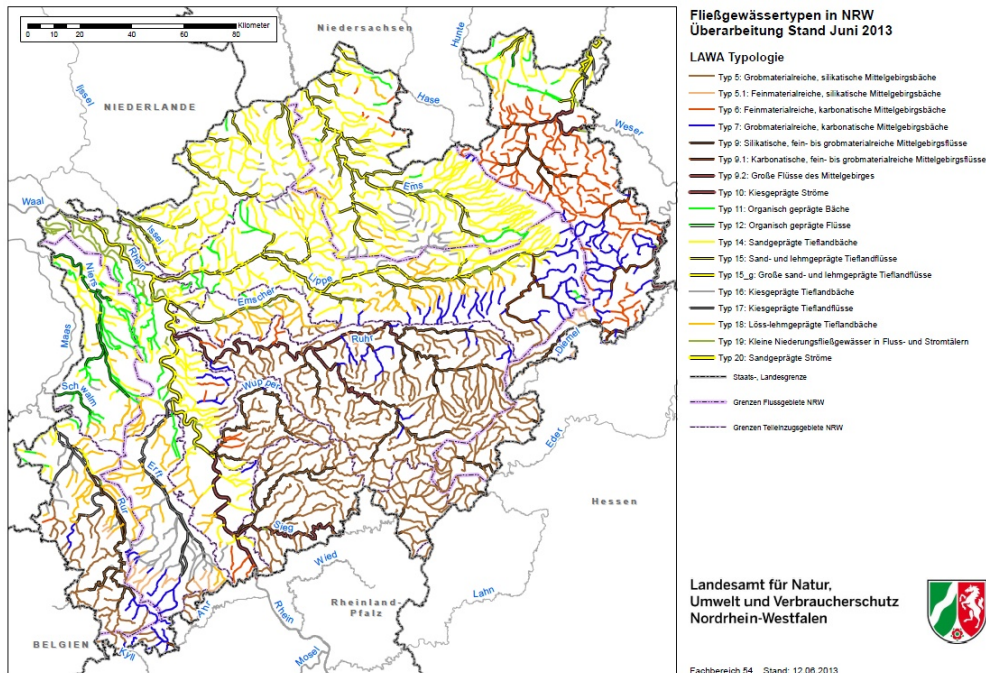 Kilometer
0 5 10 20 40 60 80
Niedersachsen
Hunte
Ijssel
NIEDERLANDE
Hase
Weser
Waal
Ems
Issel
Rhein
Niers
Lippe
Emscher
Maas
Ruhr
Diemel
Schwalm
Wupper
Eder
Erft
Rur
Hessen
Sieg
Wied
Lahn
Ahr
Rhein
Rheinland-
Pfalz
BELGIEN
Kyll
Mosel
Fließgewässertypen in NRW
Überarbeitung Stand Juni 2013
LAWA Typologie
Typ 5: Grobmaterialreiche, silikatische Mittelgebirgsbäche
Typ 5.1: Feinmaterialreiche, silikatische Mittelgebirgsbäche
Typ 6: Feinmaterialreiche, karbonatische Mittelgebirgsbäche
Typ 7: Grobmaterialreiche, karbonatische Mittelgebirgsbäche
Typ 9: Silikatische, fein- bis grobmaterialreiche Mittelgebirgsflüsse
Typ 9.1: Karbonatische, fein- bis grobmaterialreiche Mittelgebirgsflüsse
Typ 9.2: Große Flüsse des Mittelgebirges
Typ 10: Kiesgeprägte Ströme
Typ 11: Organisch geprägte Bäche
Typ 12: Organisch geprägte Flüsse
Typ 14: Sandgeprägte Tieflandbäche
Typ 15: Sand- und lehmgeprägte Tieflandflüsse
Typ 15_g: Große sand- und lehmgeprägte Tieflandflüsse
Typ 16: Kiesgeprägte Tieflandbäche
Typ 17: Kiesgeprägte Tieflandflüsse
Typ 18: Löss-lehmgeprägte Tieflandbäche
Typ 19: Kleine Niederungsfließgewässer in Fluss- und Stromtälern
Typ 20: Sandgeprägte Ströme
Staats-, Landesgrenze
Grenzen Flussgebiete NRW
Grenzen Teileinzugsgebiete NRW
Landesamt für Natur,
Umwelt und Verbraucherschutz
Nordrhein-Westfalen
Fachbereich 54 Stand: 12.06.2013